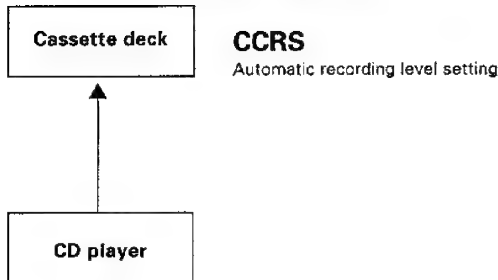 Cassette deck
CCRS
Automatic recording level setting
CD player